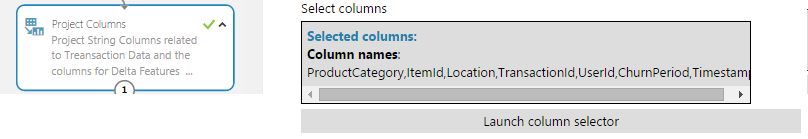 Project Columns
Project String Columns related
to Treansaction Data and the
columns for Delta Features ...
1
Select columns
Selected columns:
Column names:
ProductCategory,ItemId,Location,TransactionId,UserId,ChurnPeriod,Timestamp
Launch column selector